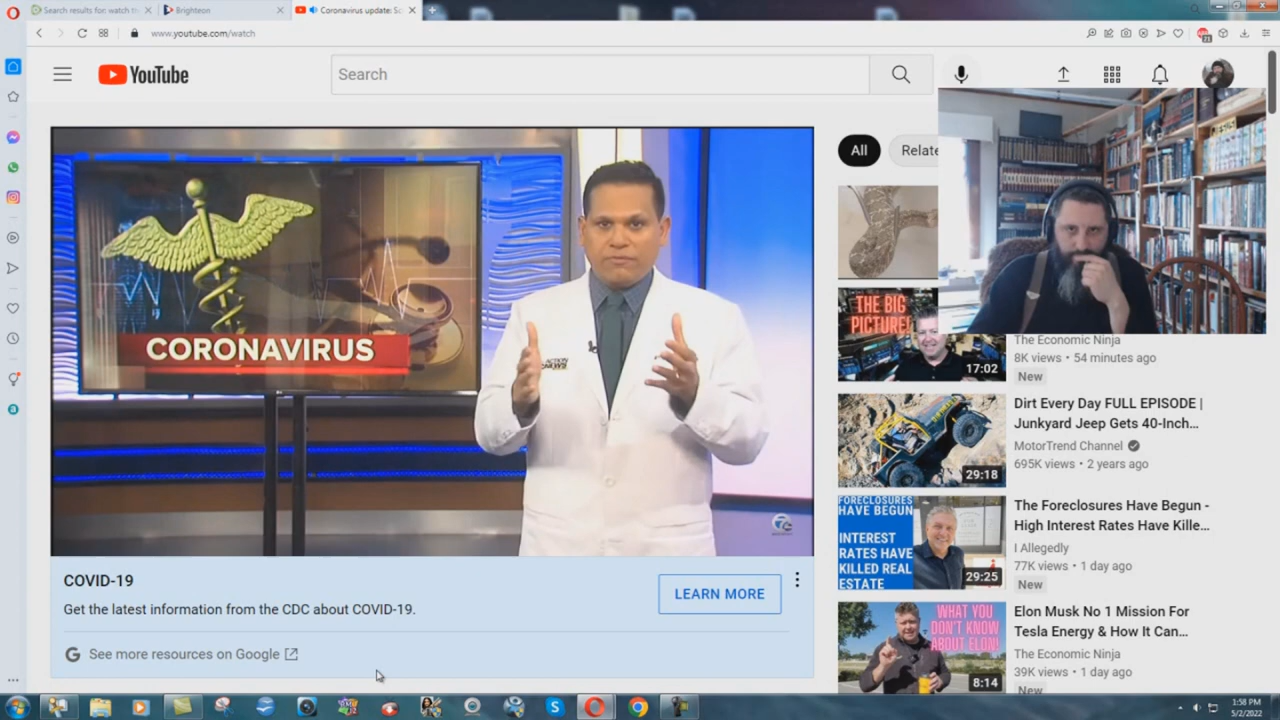 Search results for: watch th
Brighteon
Coronavirus update: Sc
www.youtube.com/watch
21
YouTube
Search
All
Relate
CORONAVIRUS
7
ACTION
THE BIG
PICTURE!
17:02
The Economic Ninja
8K views • 54 minutes ago
New
29:18
Dirt Every Day FULL EPISODE |
Junkyard Jeep Gets 40-Inch...
MotorTrend Channel
695K views • 2 years ago
FORECLOSURES
HAVE BEGUN
INTEREST
RATES HAVE
KILLED REAL
ESTATE
29:25
The Foreclosures Have Begun -
High Interest Rates Have Kille...
I Allegedly
77K views • 1 day ago
New
WHAT YOU
DON'T KNOW
ABOUT ELON!
8:14
Elon Musk No 1 Mission For
Tesla Energy & How It Can...
The Economic Ninja
39K views • 1 day ago
New
COVID-19
Get the latest information from the CDC about COVID-19.
LEARN MORE
See more resources on Google
1:58 PM
5/2/2022